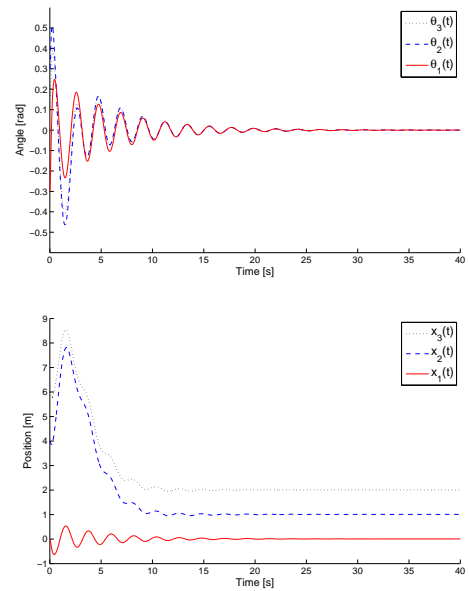 0.5
0.4
0.3
0.2
0.1
0
−0.1
−0.2
−0.3
−0.4
−0.5
Angle [rad]
θ3(t)
θ2(t)
θ1(t)
0 5 10 15 20 25 30 35 40
Time [s]
9
8
7
6
5
4
3
2
1
0
−1
Position [m]
x3(t)
x2(t)
x1(t)
0 5 10 15 20 25 30 35 40
Time [s]